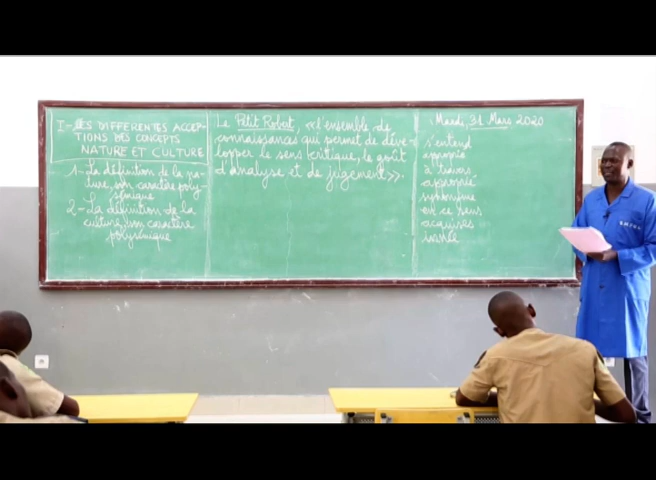 I- LES DIFFERENTES ACCEP-
TIONS DES CONCEPTS
NATURE ET CULTURE
1- La définition de la na-
ture, son caractère poly-
sémique
2- La définition de la
culture, son caractère
polysémique
Le Petit Robert, «l'ensemble de
connaissances qui permet de déve-
lopper le sens critique, le goût
d'analyse et de jugement».
Mardi, 31 Mars 2020
s'entend
approprié
à travers
approprié
synonyme
en ce sens
acquises
innée